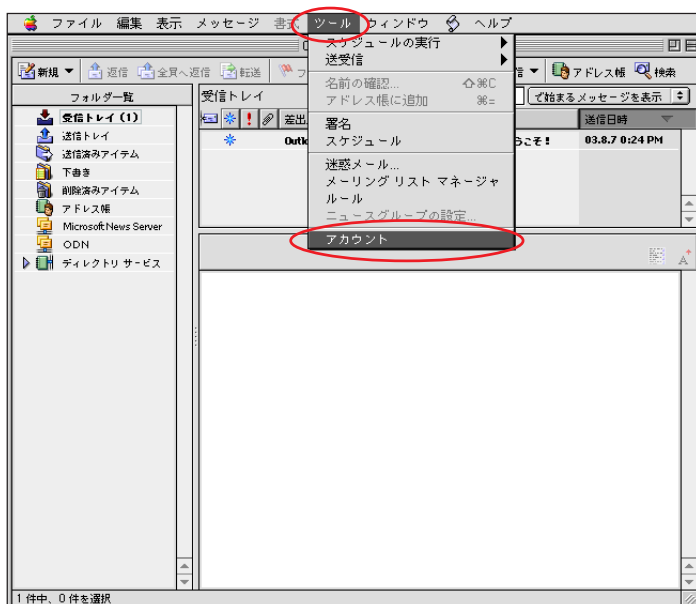 ファイル 編集 表示 メッセージ 書式 ツール ウィンドウ ヘルプ
新規 返信 全員へ返信 転送
アドレス帳 検索
スケジュールの実行
送受信
名前の確認... ⇧⌘C
アドレス帳に追加 ⌘=
署名
スケジュール
迷惑メール...
メーリング リスト マネージャ
ルール
ニュースグループの設定...
アカウント
フォルダ一覧
受信トレイ (1)
送信トレイ
送信済みアイテム
下書き
削除済みアイテム
アドレス帳
Microsoft News Server
ODN
ディレクトリ サービス
受信トレイ
で始まるメッセージを表示
差出 送信日時
Outl うこそ! 03.8.7 0:24 PM
1 件中、0 件を選択